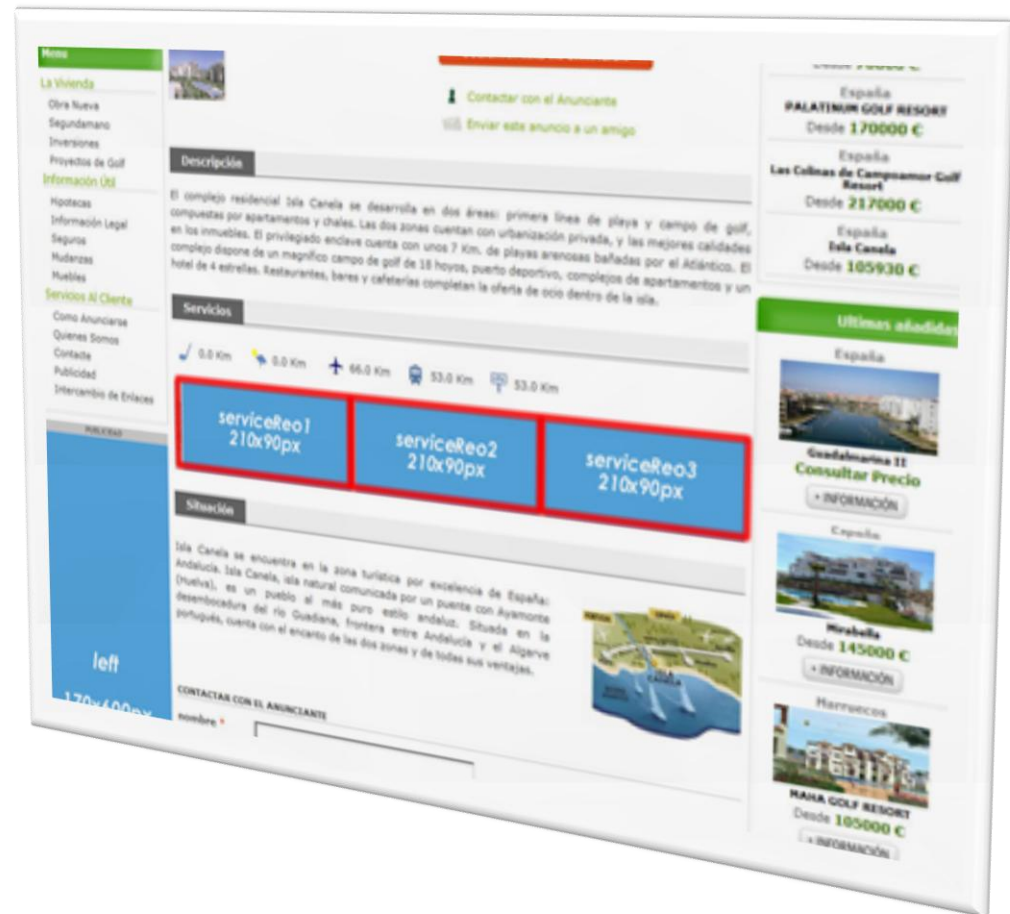 Menu
La Vivienda
Obra Nueva
Segundamano
Inversiones
Proyectos de Golf
Información Útil
Hipotecas
Información Legal
Seguros
Mudanzas
Muebles
Servicios Al Cliente
Como Anunciarse
Quienes Somos
Contacte
Publicidad
Intercambio de Enlaces
PUBLICIDAD
left
170x600px
Contactar con el Anunciante
Enviar este anuncio a un amigo
Descripción
El complejo residencial Isla Canela se desarrolla en dos áreas: primera línea de playa y campo de golf,
compuestas por apartamentos y chales. Las dos zonas cuentan con urbanización privada, y las mejores calidades
en los inmuebles. El privilegiado enclave cuenta con unos 7 Km. de playas arenosas bañadas por el Atlántico. El
complejo dispone de un magnífico campo de golf de 18 hoyos, puerto deportivo, complejos de apartamentos y un
hotel de 4 estrellas. Restaurantes, bares y cafeterías completan la oferta de ocio dentro de la isla.
Servicios
0.0 Km 0.0 Km 66.0 Km 53.0 Km 53.0 Km
serviceReo1
210x90px
serviceReo2
210x90px
serviceReo3
210x90px
Situación
Isla Canela se encuentra en la zona turística por excelencia de España:
Andalucía. Isla Canela, isla natural comunicada por un puente con Ayamonte
(Huelva), es un pueblo al más puro estilo andaluz. Situada en la
desembocadura del río Guadiana, frontera entre Andalucía y el Algarve
portugués, cuenta con el encanto de las dos zonas y de todas sus ventajas.
ISLA
CANELA
CONTACTAR CON EL ANUNCIANTE
nombre *
España
PALATINUM GOLF RESORT
Desde 170000 €
España
Las Colinas de Campoamor Golf
Resort
Desde 217000 €
España
Isla Canela
Desde 105930 €
Ultimas añadidas
España
Guadalmarina II
Consultar Precio
+ INFORMACIÓN
España
Mirabella
Desde 145000 €
+ INFORMACIÓN
Marruecos
MAHA GOLF RESORT
Desde 105000 €
+ INFORMACIÓN